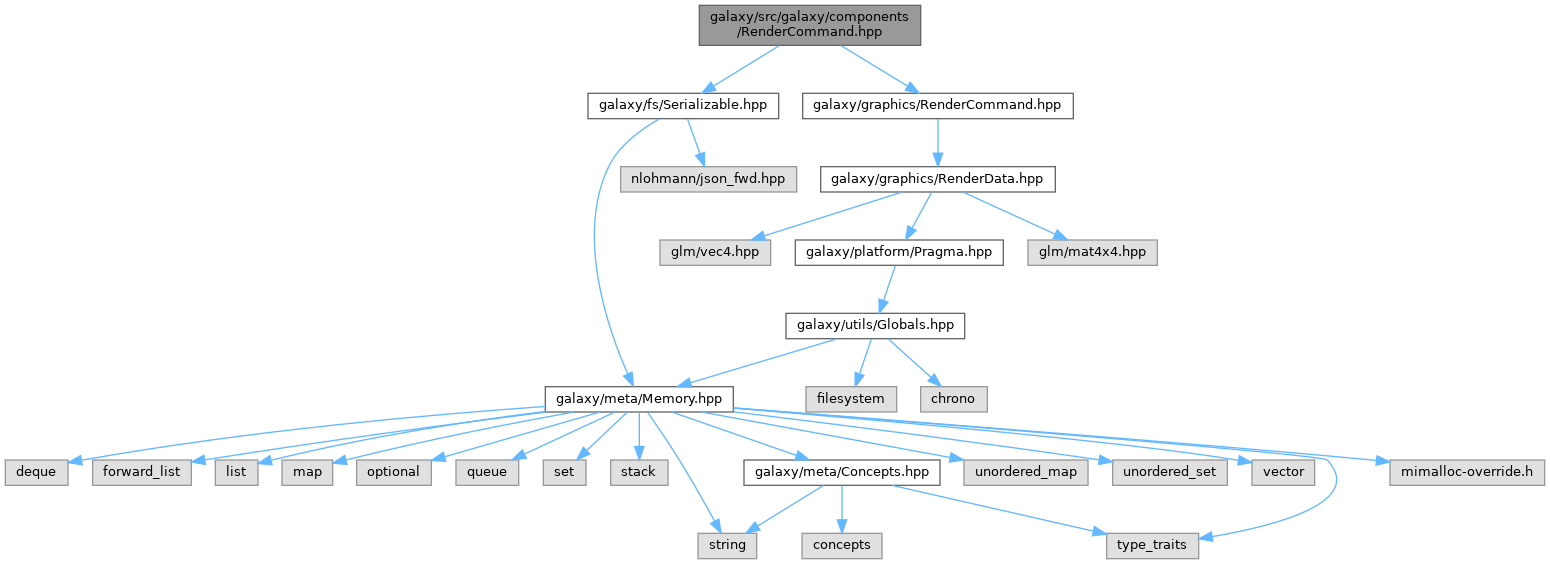 galaxy/src/galaxy/components
/RenderCommand.hpp
galaxy/fs/Serializable.hpp
galaxy/graphics/RenderCommand.hpp
nlohmann/json_fwd.hpp
galaxy/graphics/RenderData.hpp
glm/vec4.hpp
galaxy/platform/Pragma.hpp
glm/mat4x4.hpp
galaxy/utils/Globals.hpp
galaxy/meta/Memory.hpp
filesystem
chrono
deque
forward_list
list
map
optional
queue
set
stack
galaxy/meta/Concepts.hpp
unordered_map
unordered_set
vector
mimalloc-override.h
string
concepts
type_traits